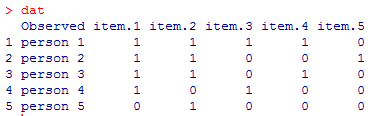 > dat
  Observed item.1 item.2 item.3 item.4 item.5
1 person 1      1      1      1      1      0
2 person 2      1      1      0      0      1
3 person 3      1      1      0      1      0
4 person 4      1      0      1      0      0
5 person 5      0      1      0      0      0